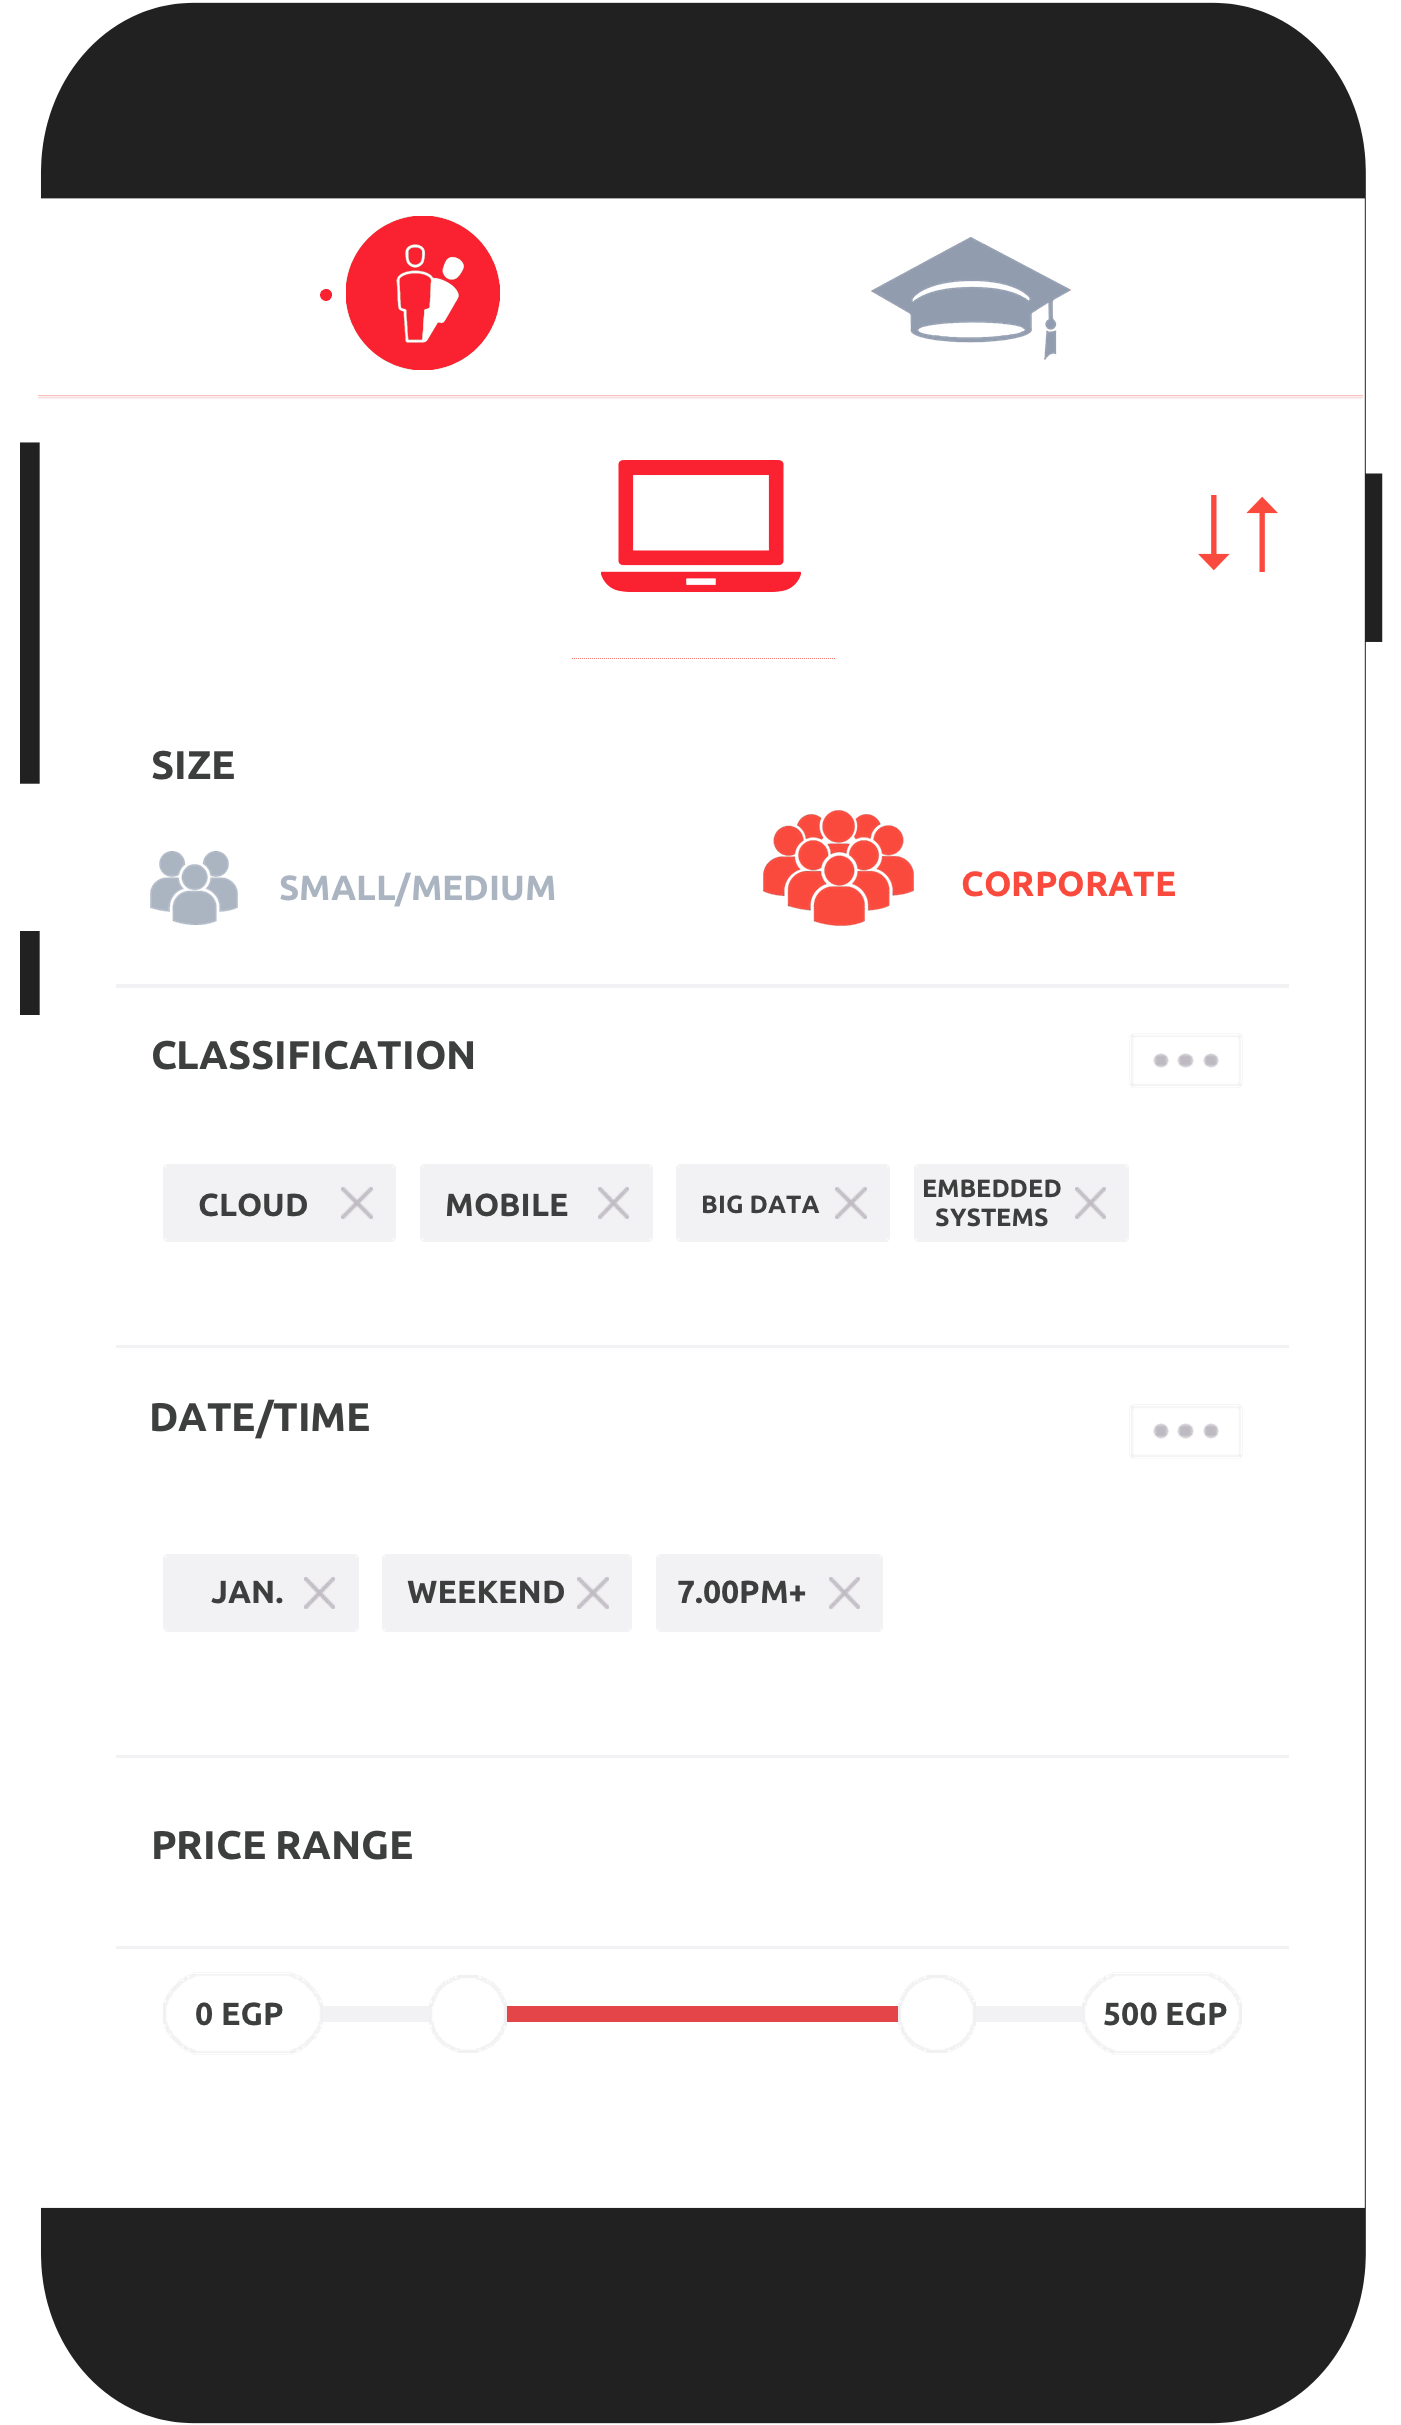 SIZE
SMALL/MEDIUM
CORPORATE
CLASSIFICATION
CLOUD
MOBILE
BIG DATA
EMBEDDED
SYSTEMS
DATE/TIME
JAN.
WEEKEND
7.00PM+
PRICE RANGE
0 EGP
500 EGP